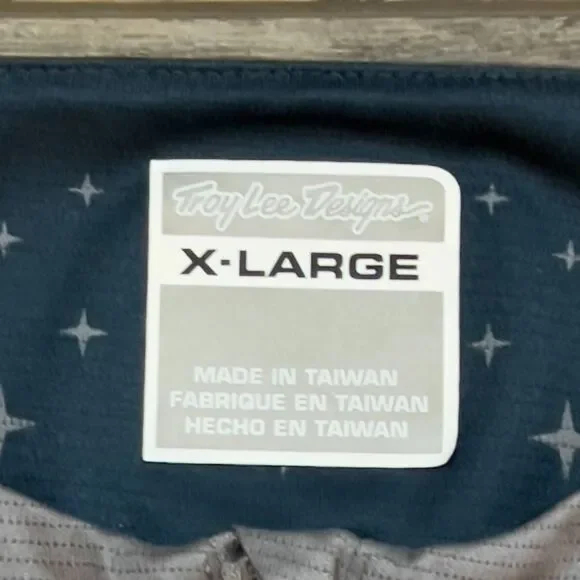 Troy Lee Designs
X-LARGE
MADE IN TAIWAN
FABRIQUE EN TAIWAN
HECHO EN TAIWAN